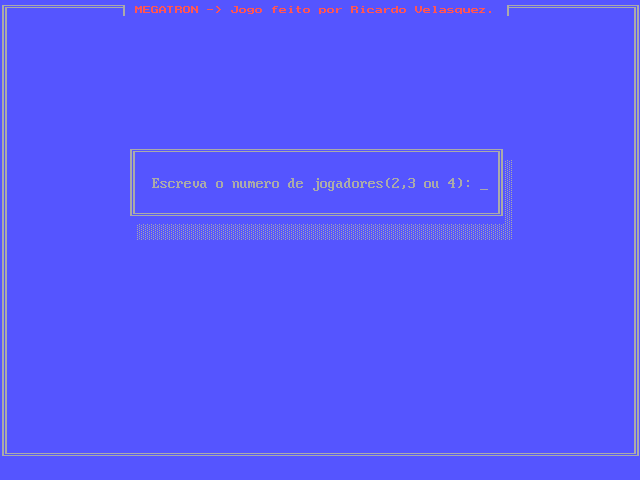 MEGATRON -> Jogo feito por Ricardo Velasquez.
Escreva o numero de jogadores(2,3 ou 4): _